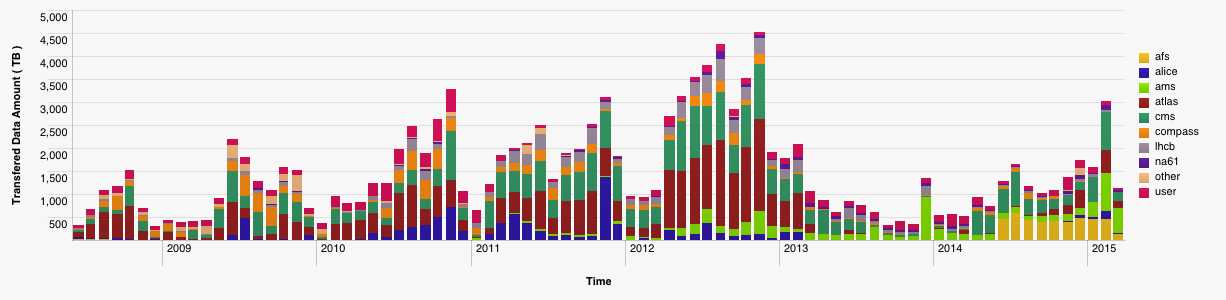 Transferred Data Amount ( TB )
5,000
4,500
4,000
3,500
3,000
2,500
2,000
1,500
1,000
500
2009
2010
2011
2012
2013
2014
2015
Time
afs
alice
ams
atlas
cms
compass
lhcb
na61
other
user